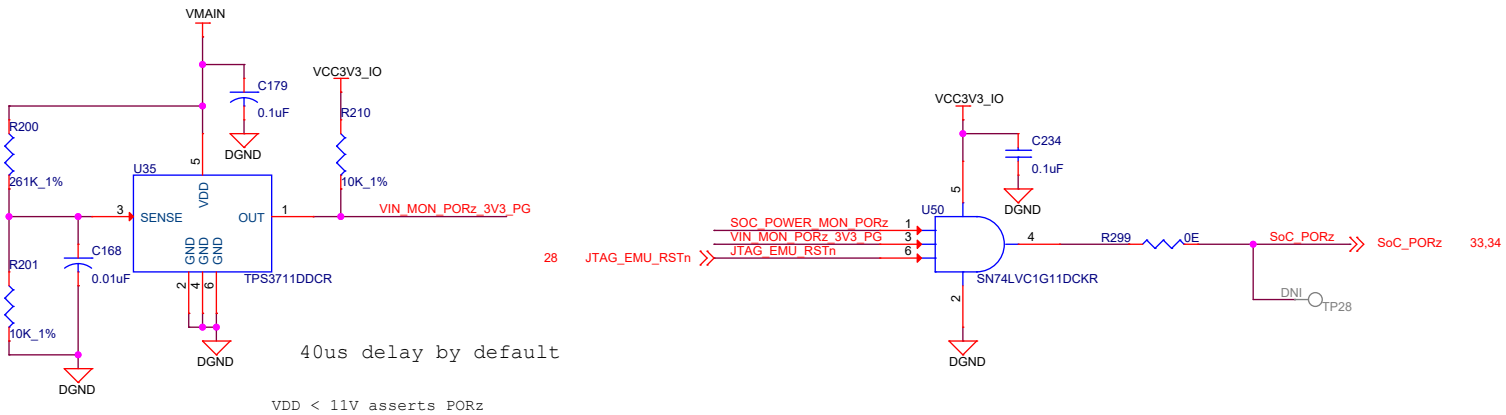 VMAIN
C179
0.1uF
DGND
VCC3V3_IO
R210
10K_1%
R200
261K_1%
U35
5
VDD
3
SENSE
OUT
1
VIN_MON_PORz_3V3_PG
GND
GND
GND
TPS3711DDCR
2
4
6
DGND
C168
0.01uF
R201
10K_1%
DGND
40us delay by default
VDD < 11V asserts PORz
VCC3V3_IO
C234
0.1uF
DGND
5
U50
SOC_POWER_MON_PORz
1
VIN_MON_PORz_3V3_PG
3
28 JTAG_EMU_RSTn
JTAG_EMU_RSTn
6
4
SN74LVC1G11DCKR
2
DGND
R299
0E
SoC_PORz
SoC_PORz 33,34
DNI
TP28